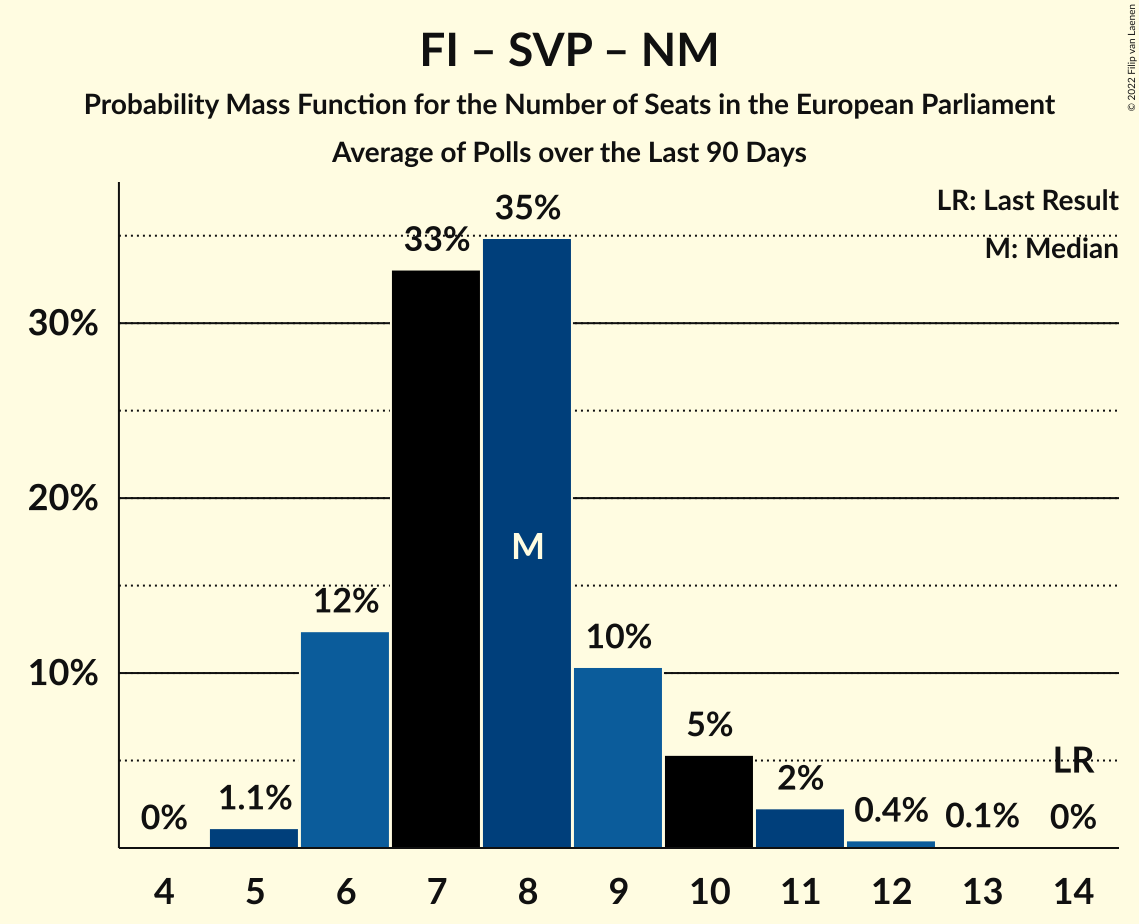 FI – SVP – NM
Probability Mass Function for the Number of Seats in the European Parliament
Average of Polls over the Last 90 Days
© 2022 Filip van Laenen
LR: Last Result
M: Median
35%
33%
30%
M
20%
12%
10%
10%
5%
2%
LR
1.1%
0.4%
0.1%
0%
0%
4 5 6 7 8 9 10 11 12 13 14